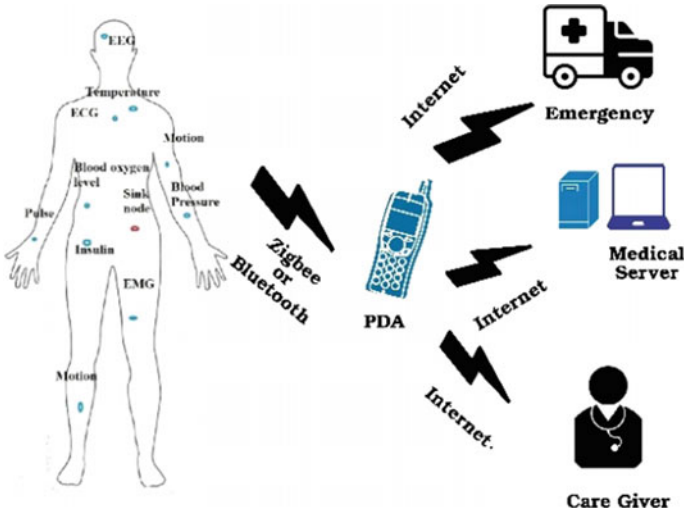 EEG
Temperature
ECG
Motion
Blood oxygen
level
Sink
node
Blood
Pressure
Pulse
Insulin
EMG
Motion
Zigbee
or
Bluetooth
PDA
Internet
Emergency
Internet
Medical
Server
Internet.
Care Giver